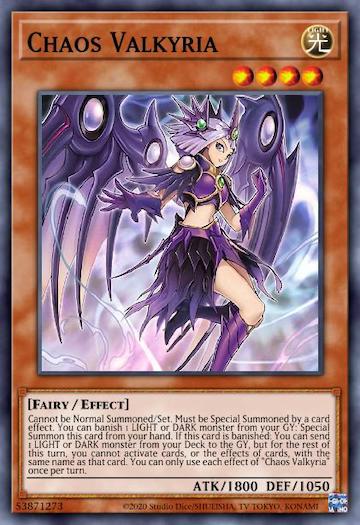 Chaos Valkyria
LIGHT
光
[Fairy / Effect]
Cannot be Normal Summoned/Set. Must be Special Summoned by a card
effect. You can banish 1 LIGHT or DARK monster from your GY: Special
Summon this card from your hand. If this card is banished: You can send
1 LIGHT or DARK monster from your Deck to the GY, but for the rest of
this turn, you cannot activate cards, or the effects of cards, with
the same name as that card. You can only use each effect of "Chaos Valkyria"
once per turn.
ATK/1800 DEF/1050
53871273
©2020 Studio Dice/SHUEISHA, TV TOKYO, KONAMI